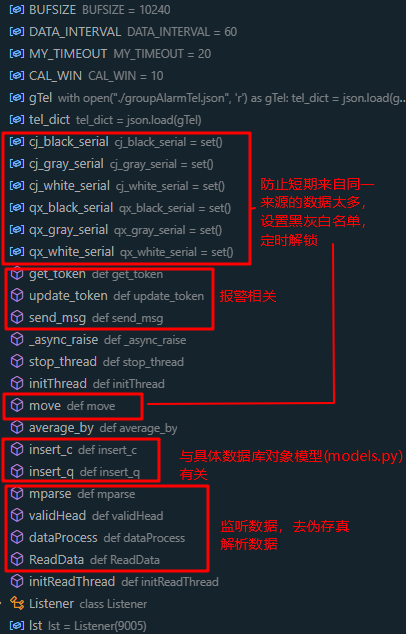 BUFSIZE BUFSIZE = 10240
DATA_INTERVAL DATA_INTERVAL = 60
MY_TIMEOUT MY_TIMEOUT = 20
CAL_WIN CAL_WIN = 10
gTel with open("./groupAlarmTel.json", 'r') as gTel: tel_dict = json.load(g...
tel_dict tel_dict = json.load(gTel)
cj_black_serial cj_black_serial = set()
cj_gray_serial cj_gray_serial = set()
cj_white_serial cj_white_serial = set()
qx_black_serial qx_black_serial = set()
qx_gray_serial qx_gray_serial = set()
qx_white_serial qx_white_serial = set()
防止短期来自同一
来源的数据太多，
设置黑灰白名单，
定时解锁
get_token def get_token
update_token def update_token
send_msg def send_msg
报警相关
_async_raise def _async_raise
stop_thread def stop_thread
initThread def initThread
move def move
average_by def average_by
insert_c def insert_c
insert_q def insert_q
与具体数据库对象模型(models.py)
有关
mparse def mparse
validHead def validHead
dataProcess def dataProcess
ReadData def ReadData
监听数据，去伪存真
解析数据
initReadThread def initReadThread
Listener class Listener
lst lst = Listener(9005)